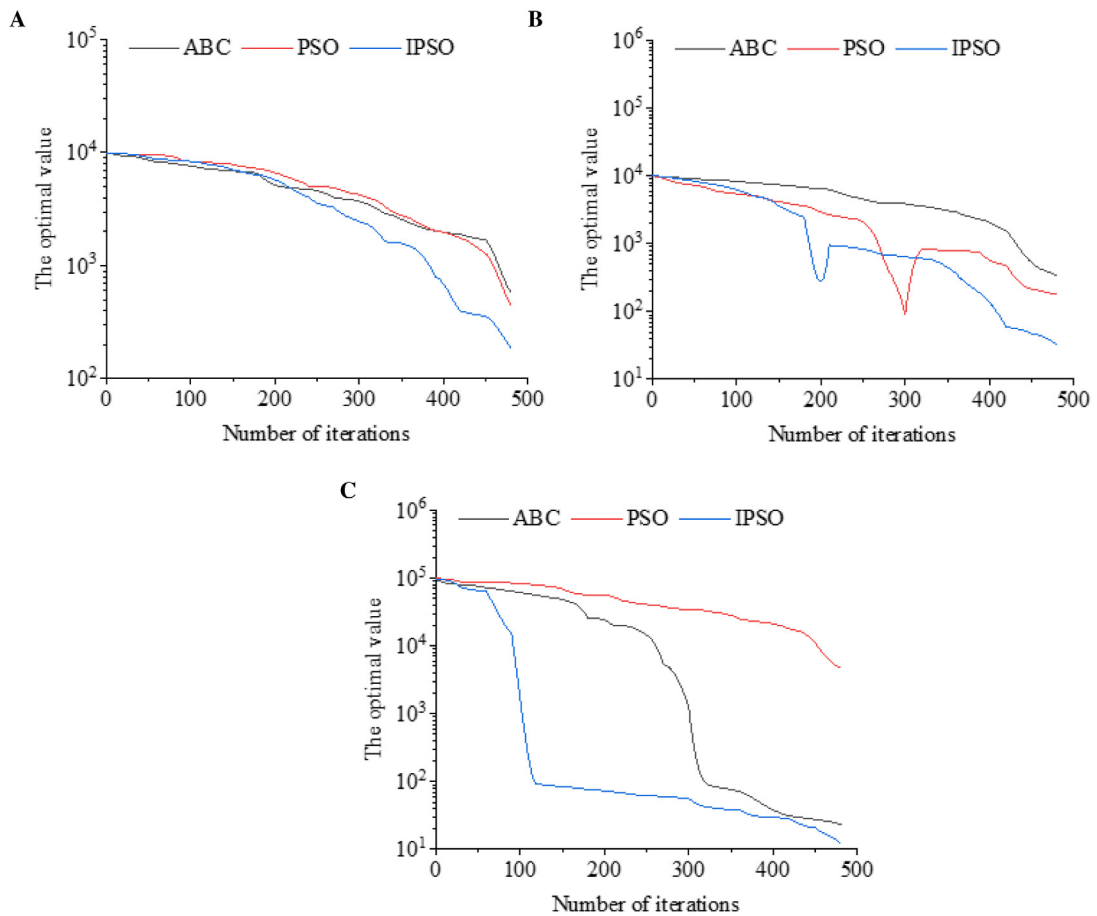 A
ABC PSO IPSO
10^5
10^4
10^3
10^2
The optimal value
0 100 200 300 400 500
Number of iterations
B
ABC PSO IPSO
10^6
10^5
10^4
10^3
10^2
10^1
The optimal value
0 100 200 300 400 500
Number of iterations
C
ABC PSO IPSO
10^6
10^5
10^4
10^3
10^2
10^1
The optimal value
0 100 200 300 400 500
Number of iterations